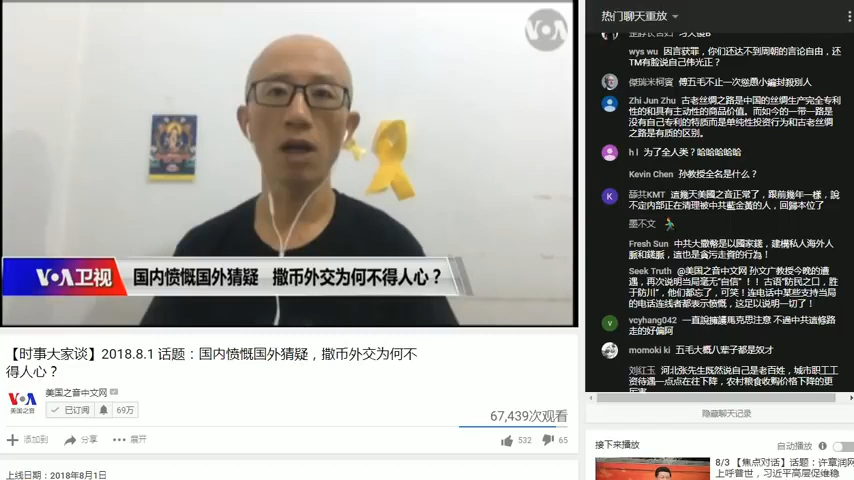 VOA
VOA卫视
国内愤慨国外猜疑 撒币外交为何不得人心？
【时事大家谈】2018.8.1 话题：国内愤慨国外猜疑，撒币外交为何不
得人心？
VOA
美国之音
美国之音中文网
已订阅
69万
67,439次观看
添加到
分享
展开
532
65
上线日期：2018年8月1日
热门聊天重放
wys wu 因言获罪，你们还达不到周朝的言论自由，还
TM有脸说自己伟光正？
傑瑞米柯寅 傅五毛不止一次慫恿小編封殺別人
Zhi Jun Zhu 古老丝绸之路是中国的丝绸生产完全专利
性的和具有主动性的商品价值。而如今的一带一路是
没有自己专利的特质而是单纯性投资行为和古老丝绸
之路是有质的区别。
h l 为了全人类？哈哈哈哈哈
Kevin Chen 孙教授全名是什么？
K
舔共KMT 這幾天美國之音正常了，跟前幾年一樣，說
不定内部正在清理被中共藍金黃的人，回歸本位了
墨不文
Fresh Sun 中共大撒幣是以國家錢，建構私人海外人
脈和錢脈，這也是貪污走資的行為！
Seek Truth @美国之音中文网 孙文广教授今晚的遭
遇，再次说明当局毫无“自信”！！ 古语“防民之口，胜
于防川”，他们都忘了，可笑！连电话中某些支持当局
的电话连线者都表示愤慨，这足以说明一切了！
v
vcyhang042 一直說擁護馬克思注意 不過中共這條路
走的好偏阿
momoki ki 五毛大概八辈子都是奴才
刘红玉 河北张先生既然说自己是老百姓，城市职工工
资待遇一点点在往下降，农村粮食收购价格下降的更
隐藏聊天记录
接下来播放
自动播放
8/3 【焦点对话】话题：许章润网
上呼普世，习近平高层促维稳